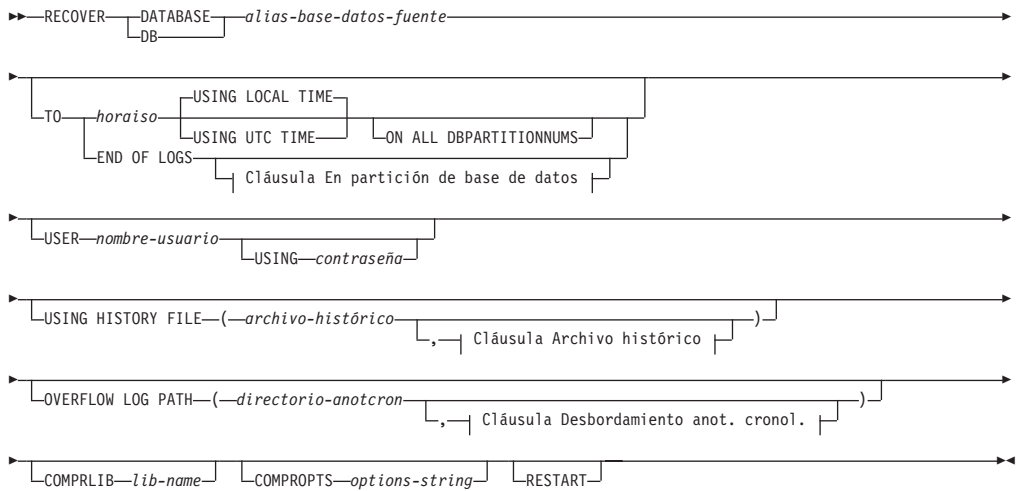 RECOVER DATABASE alias-base-datos-fuente
DB
USING LOCAL TIME
TO horaiso
USING UTC TIME ON ALL DBPARTITIONNUMS
END OF LOGS
Cláusula En partición de base de datos
USER nombre-usuario
USING contraseña
USING HISTORY FILE ( archivo-histórico )
, Cláusula Archivo histórico
OVERFLOW LOG PATH ( directorio-anotcron )
, Cláusula Desbordamiento anot. cronol.
COMPRLIB lib-name COMPROPTS options-string RESTART